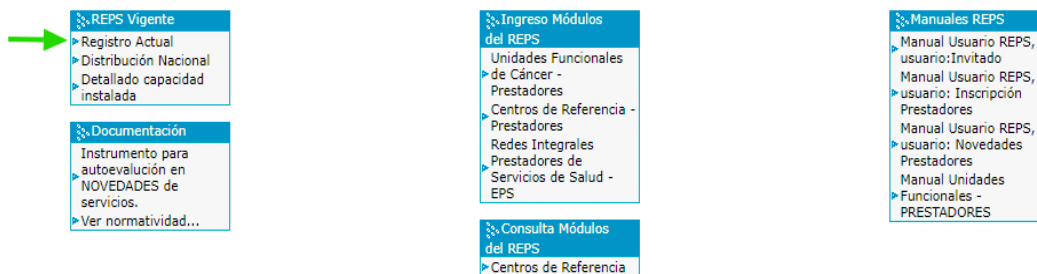 REPS Vigente
Registro Actual
Distribución Nacional
Detallado capacidad
instalada
Documentación
Instrumento para
autoevalución en
NOVEDADES de
servicios.
Ver normatividad...
Ingreso Módulos
del REPS
Unidades Funcionales
de Cáncer -
Prestadores
Centros de Referencia -
Prestadores
Redes Integrales
Prestadores de
Servicios de Salud -
EPS
Consulta Módulos
del REPS
Centros de Referencia
Manuales REPS
Manual Usuario REPS,
usuario:Invitado
Manual Usuario REPS,
usuario: Inscripción
Prestadores
Manual Usuario REPS,
usuario: Novedades
Prestadores
Manual Unidades
Funcionales -
PRESTADORES